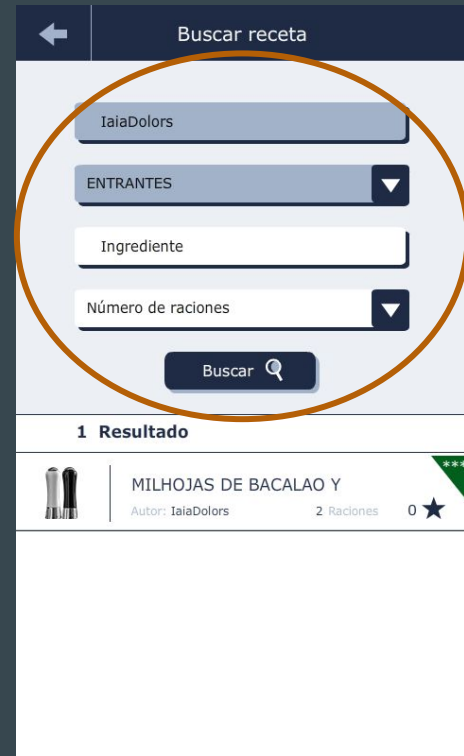 Buscar receta
IaiaDolors
ENTRANTES
Ingrediente
Número de raciones
Buscar
1 Resultado
MILHOJAS DE BACALAO Y
Autor: IaiaDolors 2 Raciones 0
***